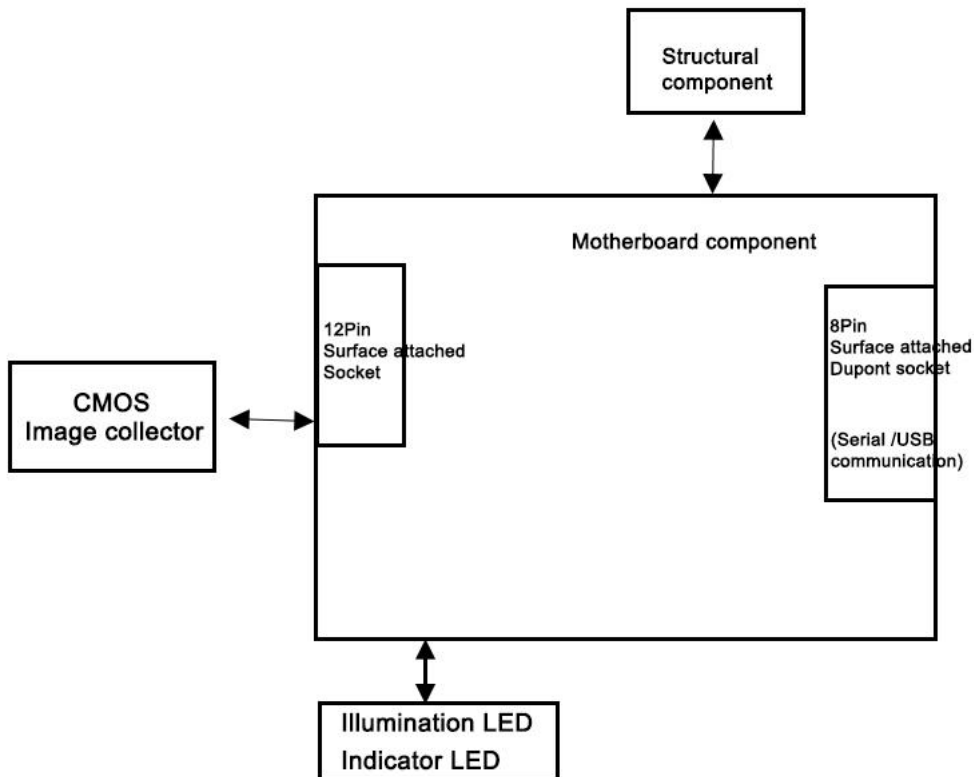 Structural
component
Motherboard component
12Pin
Surface attached
Socket
8Pin
Surface attached
Dupont socket
(Serial /USB
communication)
CMOS
Image collector
Illumination LED
Indicator LED